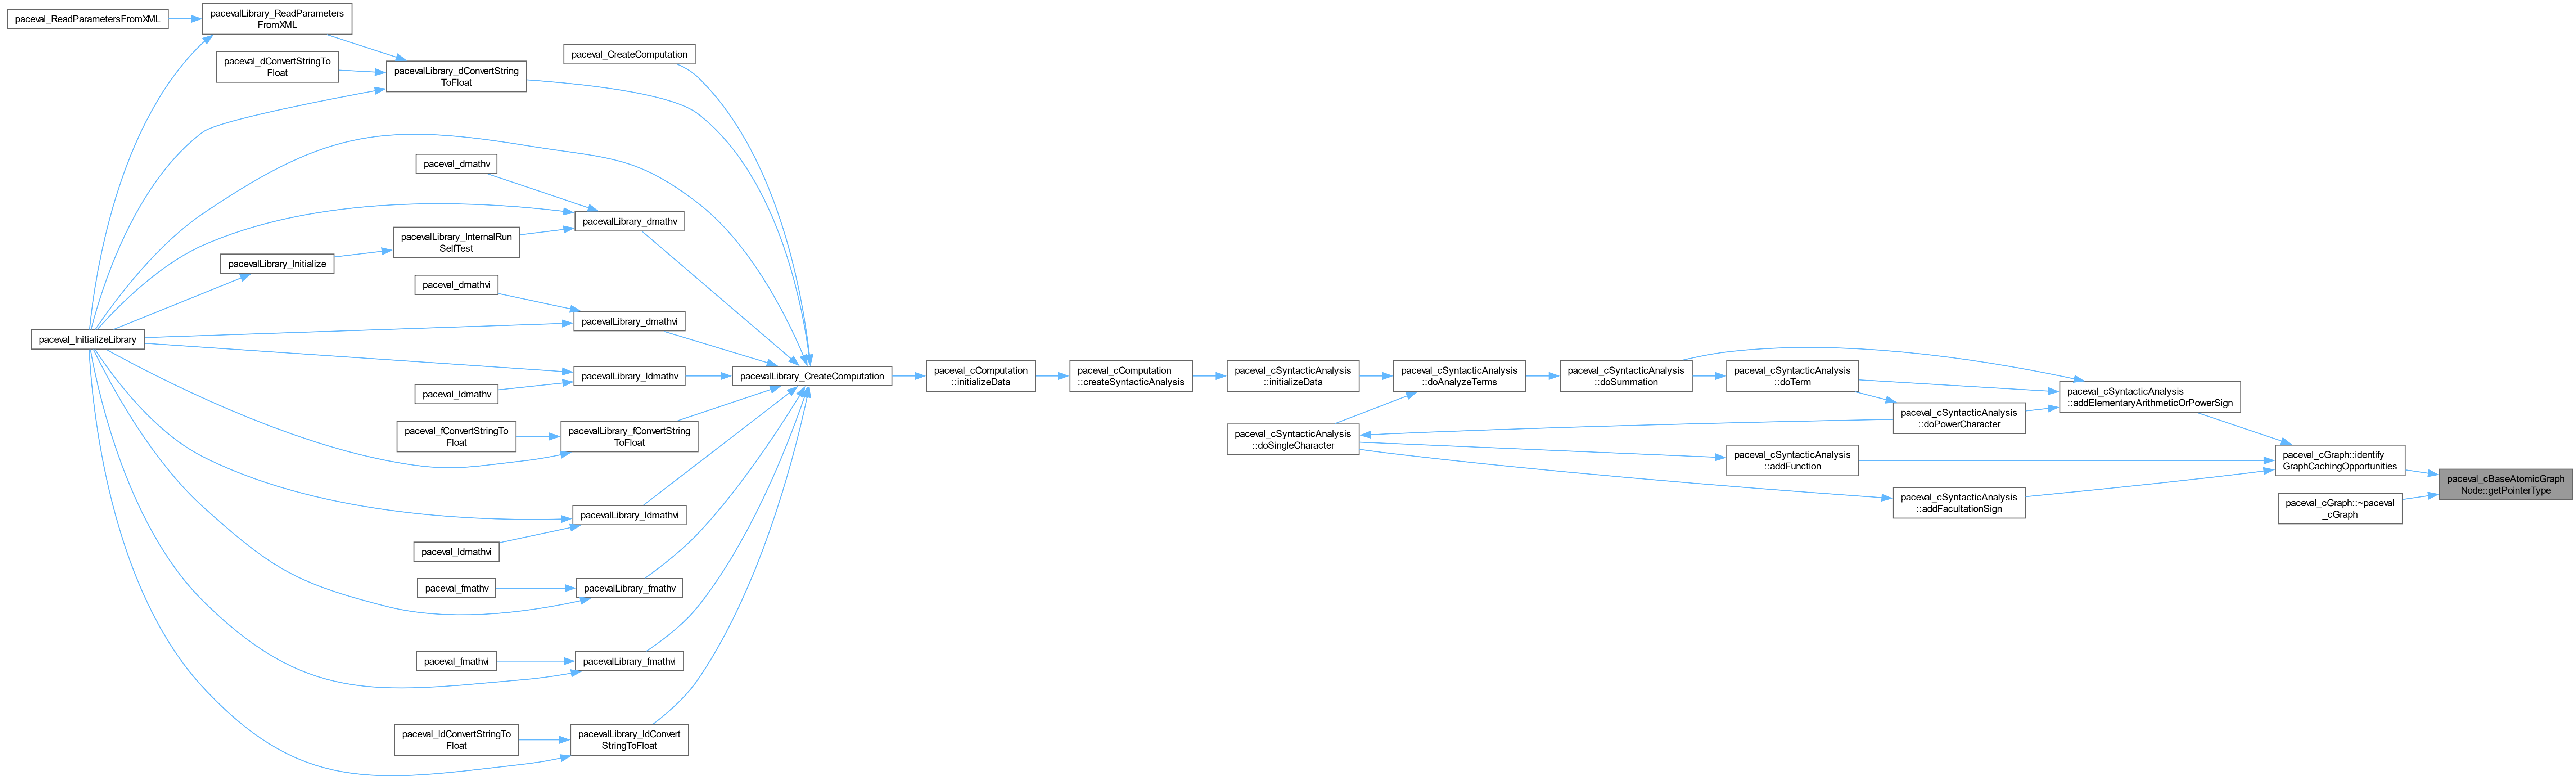 paceval_ReadParametersFromXML
pacevalLibrary_ReadParameters
FromXML
paceval_dConvertStringTo
Float
pacevalLibrary_dConvertString
ToFloat
paceval_CreateComputation
paceval_dmathv
pacevalLibrary_dmathv
pacevalLibrary_InternalRun
SelfTest
pacevalLibrary_Initialize
paceval_dmathvi
pacevalLibrary_dmathvi
paceval_InitializeLibrary
pacevalLibrary_ldmathv
paceval_ldmathv
pacevalLibrary_CreateComputation
paceval_cComputation
::initializeData
paceval_cComputation
::createSyntacticAnalysis
paceval_cSyntacticAnalysis
::initializeData
paceval_cSyntacticAnalysis
::doAnalyzeTerms
paceval_cSyntacticAnalysis
::doSummation
paceval_cSyntacticAnalysis
::doTerm
paceval_cSyntacticAnalysis
::addElementaryArithmeticOrPowerSign
paceval_fConvertStringTo
Float
pacevalLibrary_fConvertString
ToFloat
paceval_cSyntacticAnalysis
::doSingleCharacter
paceval_cSyntacticAnalysis
::doPowerCharacter
paceval_cSyntacticAnalysis
::addFunction
paceval_cGraph::identify
GraphCachingOpportunities
paceval_cBaseAtomicGraph
Node::getPointerType
paceval_cSyntacticAnalysis
::addFacultationSign
paceval_cGraph::~paceval
_cGraph
pacevalLibrary_ldmathvi
paceval_ldmathvi
paceval_fmathv
pacevalLibrary_fmathv
paceval_fmathvi
pacevalLibrary_fmathvi
paceval_ldConvertStringTo
Float
pacevalLibrary_ldConvert
StringToFloat